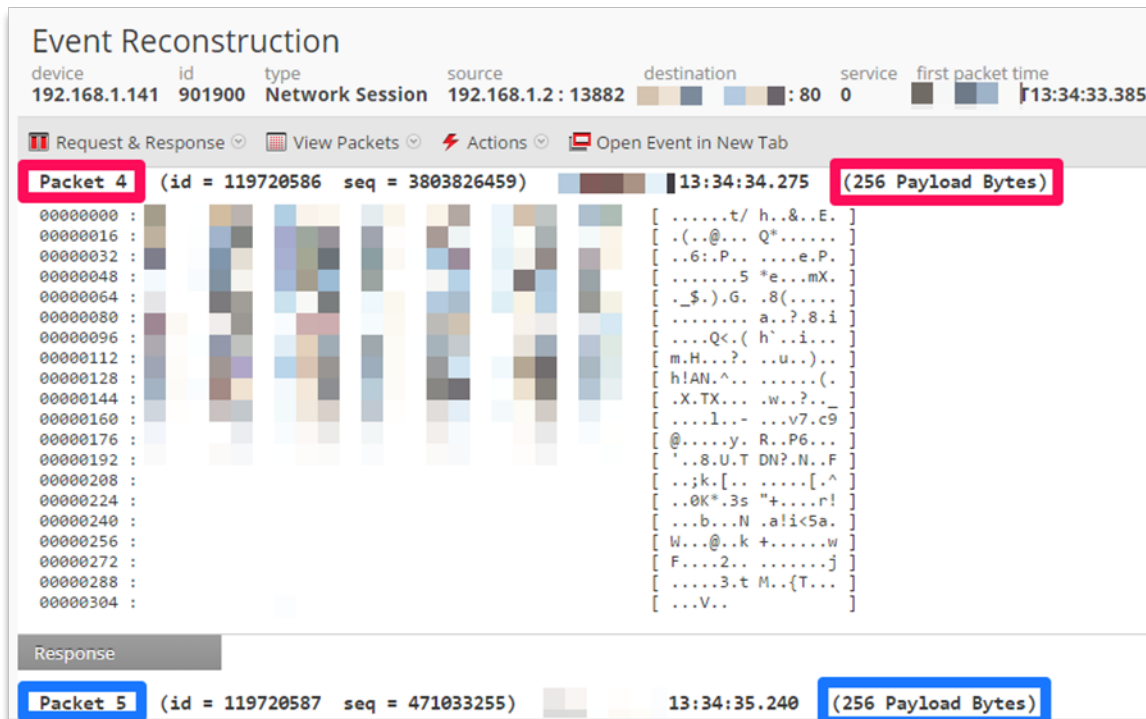 Event Reconstruction
device id type source destination service first packet time
192.168.1.141 901900 Network Session 192.168.1.2 : 13882 : 80 0 13:34:33.385
Request & Response View Packets Actions Open Event in New Tab
Packet 4 (id = 119720586 seq = 3803826459) 13:34:34.275 (256 Payload Bytes)
00000000 : [ ......t/ h..&..E. ]
00000016 : [ .(..@... Q*...... ]
00000032 : [ ..6:.P.. ....e.P. ]
00000048 : [ .......5 *e...mX. ]
00000064 : [ ._$.).G. .8(..... ]
00000080 : [ ........ a..?.8.i ]
00000096 : [ ....Q<.( h`..i... ]
00000112 : [ m.H...?. ..u..).. ]
00000128 : [ h!AN.^.. ......(. ]
00000144 : [ .X.TX... .w..?.._ ]
00000160 : [ ....l..- ...v7.c9 ]
00000176 : [ @.....y. R..P6... ]
00000192 : [ '..8.U.T DN?.N..F ]
00000208 : [ ..;k.[.. .....[.^ ]
00000224 : [ ..0K*.3s "+....r! ]
00000240 : [ ...b...N .a!i<5a. ]
00000256 : [ W...@..k +......w ]
00000272 : [ F....2.. .......j ]
00000288 : [ .....3.t M..{T... ]
00000304 : [ ...V.. ]
Response
Packet 5 (id = 119720587 seq = 471033255) 13:34:35.240 (256 Payload Bytes)